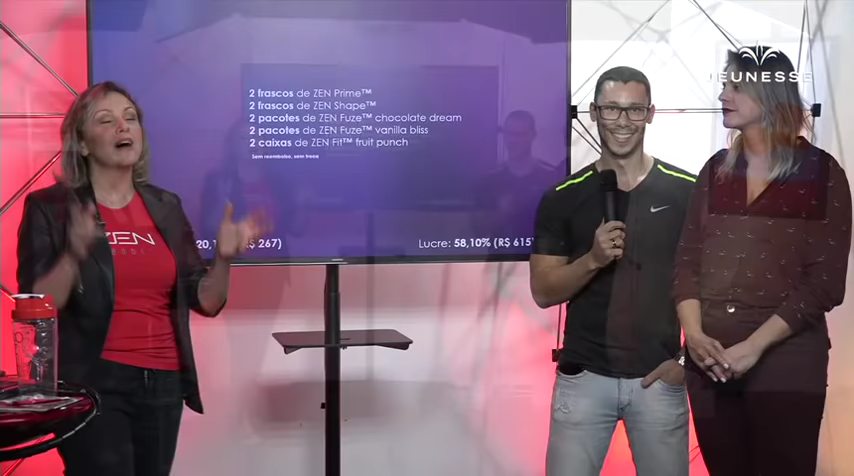 JEUNESSE
2 frascos de ZEN Prime™
2 frascos de ZEN Shape™
2 pacotes de ZEN Fuze™ chocolate dream
2 pacotes de ZEN Fuze™ vanilla bliss
2 caixas de ZEN Fit™ fruit punch
(Sem reembolso, sem troca)
ZEN
Lucro: 58,10% (R$ 615